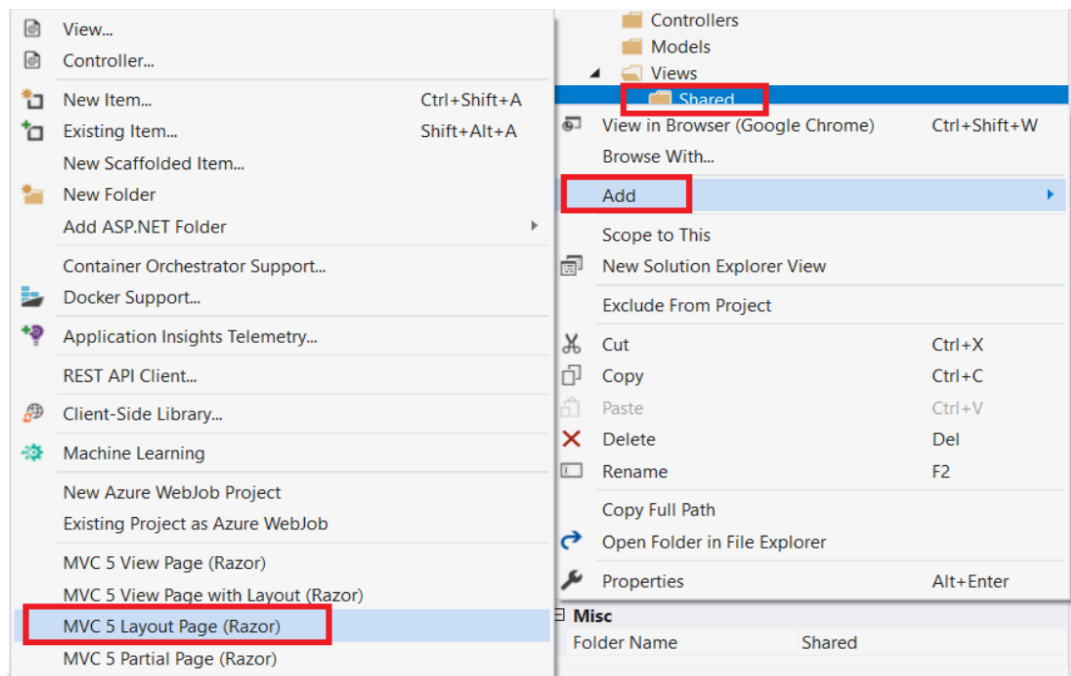 View...
Controller...
New Item... Ctrl+Shift+A
Existing Item... Shift+Alt+A
New Scaffolded Item...
New Folder
Add ASP.NET Folder
Container Orchestrator Support...
Docker Support...
Application Insights Telemetry...
REST API Client...
Client-Side Library...
Machine Learning
New Azure WebJob Project
Existing Project as Azure WebJob
MVC 5 View Page (Razor)
MVC 5 View Page with Layout (Razor)
MVC 5 Layout Page (Razor)
MVC 5 Partial Page (Razor)
Controllers
Models
Views
Shared
View in Browser (Google Chrome) Ctrl+Shift+W
Browse With...
Add
Scope to This
New Solution Explorer View
Exclude From Project
Cut Ctrl+X
Copy Ctrl+C
Paste Ctrl+V
Delete Del
Rename F2
Copy Full Path
Open Folder in File Explorer
Properties Alt+Enter
Misc
Folder Name Shared